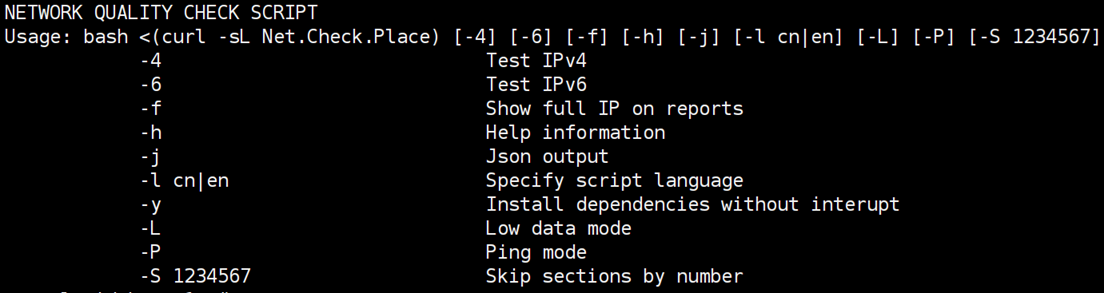 NETWORK QUALITY CHECK SCRIPT
Usage: bash <(curl -sL Net.Check.Place) [-4] [-6] [-f] [-h] [-j] [-l cn|en] [-L] [-P] [-S 1234567]
-4 Test IPv4
-6 Test IPv6
-f Show full IP on reports
-h Help information
-j Json output
-l cn|en Specify script language
-y Install dependencies without interupt
-L Low data mode
-P Ping mode
-S 1234567 Skip sections by number